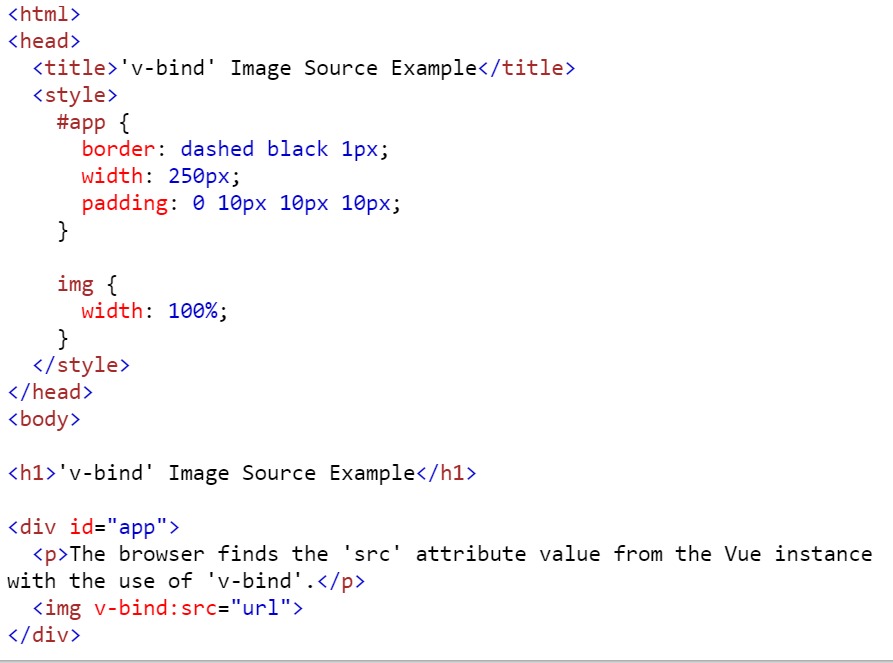 <html>
<head>
  <title>'v-bind' Image Source Example</title>
  <style>
    #app {
      border: dashed black 1px;
      width: 250px;
      padding: 0 10px 10px 10px;
    }

    img {
      width: 100%;
    }
  </style>
</head>
<body>

<h1>'v-bind' Image Source Example</h1>

<div id="app">
  <p>The browser finds the 'src' attribute value from the Vue instance
with the use of 'v-bind'.</p>
  <img v-bind:src="url">
</div>